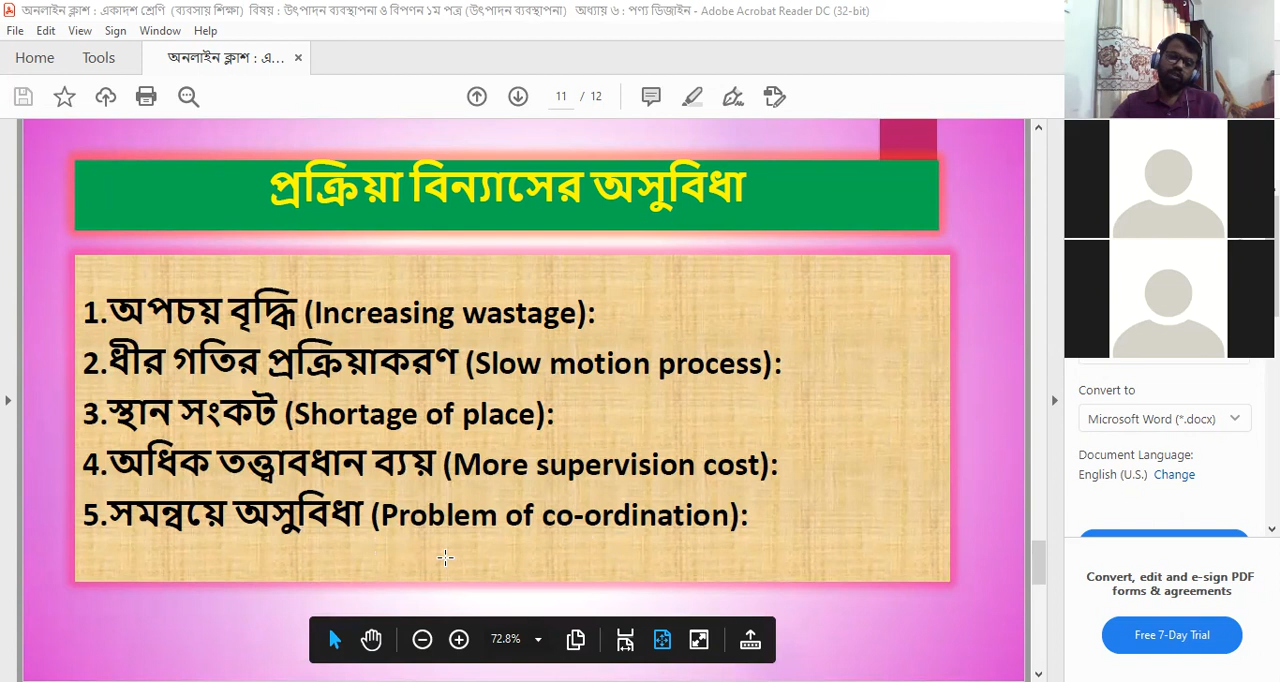 অনলাইন ক্লাশ : একাদশ শ্রেণি (ব্যবসায় শিক্ষা) বিষয় : উৎপাদন ব্যবস্থাপনা ও বিপণন ১ম পত্র (উৎপাদন ব্যবস্থাপনা) অধ্যায় ৬ : পণ্য ডিজাইন - Adobe Acrobat Reader DC (32-bit)
File Edit View Sign Window Help
Home Tools অনলাইন ক্লাশ : এ... ×
11 / 12
প্রক্রিয়া বিন্যাসের অসুবিধা
1.অপচয় বৃদ্ধি (Increasing wastage):
2.ধীর গতির প্রক্রিয়াকরণ (Slow motion process):
3.স্থান সংকট (Shortage of place):
4.অধিক তত্ত্বাবধান ব্যয় (More supervision cost):
5.সমন্বয়ে অসুবিধা (Problem of co-ordination):
72.8%
Convert to
Microsoft Word (*.docx)
Document Language:
English (U.S.) Change
Convert, edit and e-sign PDF
forms & agreements
Free 7-Day Trial